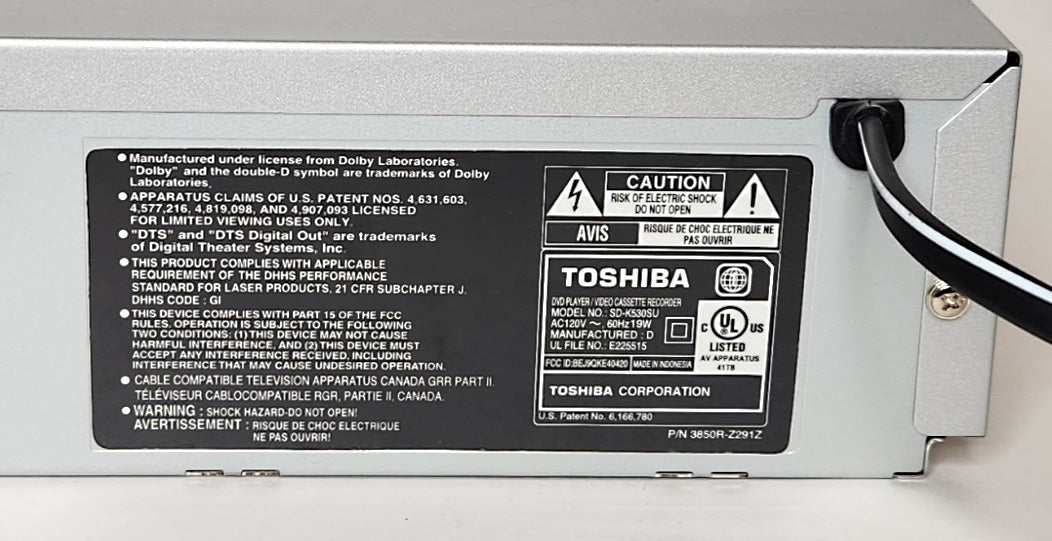 ● Manufactured under license from Dolby Laboratories.
"Dolby" and the double-D symbol are trademarks of Dolby
Laboratories.
● APPARATUS CLAIMS OF U.S. PATENT NOS. 4,631,603,
4,577,216, 4,819,098, AND 4,907,093 LICENSED
FOR LIMITED VIEWING USES ONLY.
● "DTS" and "DTS Digital Out" are trademarks
of Digital Theater Systems, Inc.
● THIS PRODUCT COMPLIES WITH APPLICABLE
REQUIREMENT OF THE DHHS PERFORMANCE
STANDARD FOR LASER PRODUCTS, 21 CFR SUBCHAPTER J.
DHHS CODE : GI
● THIS DEVICE COMPLIES WITH PART 15 OF THE FCC
RULES. OPERATION IS SUBJECT TO THE FOLLOWING
TWO CONDITIONS: (1) THIS DEVICE MAY NOT CAUSE
HARMFUL INTERFERENCE, AND (2) THIS DEVICE MUST
ACCEPT ANY INTERFERENCE RECEIVED, INCLUDING
INTERFERENCE THAT MAY CAUSE UNDESIRED OPERATION.
● CABLE COMPATIBLE TELEVISION APPARATUS CANADA GRR PART II.
TÉLÉVISEUR CABLOCOMPATIBLE RGR, PARTIE II, CANADA.
● WARNING : SHOCK HAZARD-DO NOT OPEN!
AVERTISSEMENT : RISQUE DE CHOC ELECTRIQUE
NE PAS OUVRIR!
CAUTION
RISK OF ELECTRIC SHOCK
DO NOT OPEN
AVIS
RISQUE DE CHOC ELECTRIQUE NE
PAS OUVRIR
TOSHIBA
DVD PLAYER / VIDEO CASSETTE RECORDER
MODEL NO.: SD-K530SU
AC120V ～, 60Hz 19W
MANUFACTURED : D
UL FILE NO.: E225515
C UL US
LISTED
AV APPARATUS
41T8
FCC ID:BEJ9QKE40420 MADE IN INDONESIA
TOSHIBA CORPORATION
U.S. Patent No. 6,166,780
P/N 3850R-Z291Z